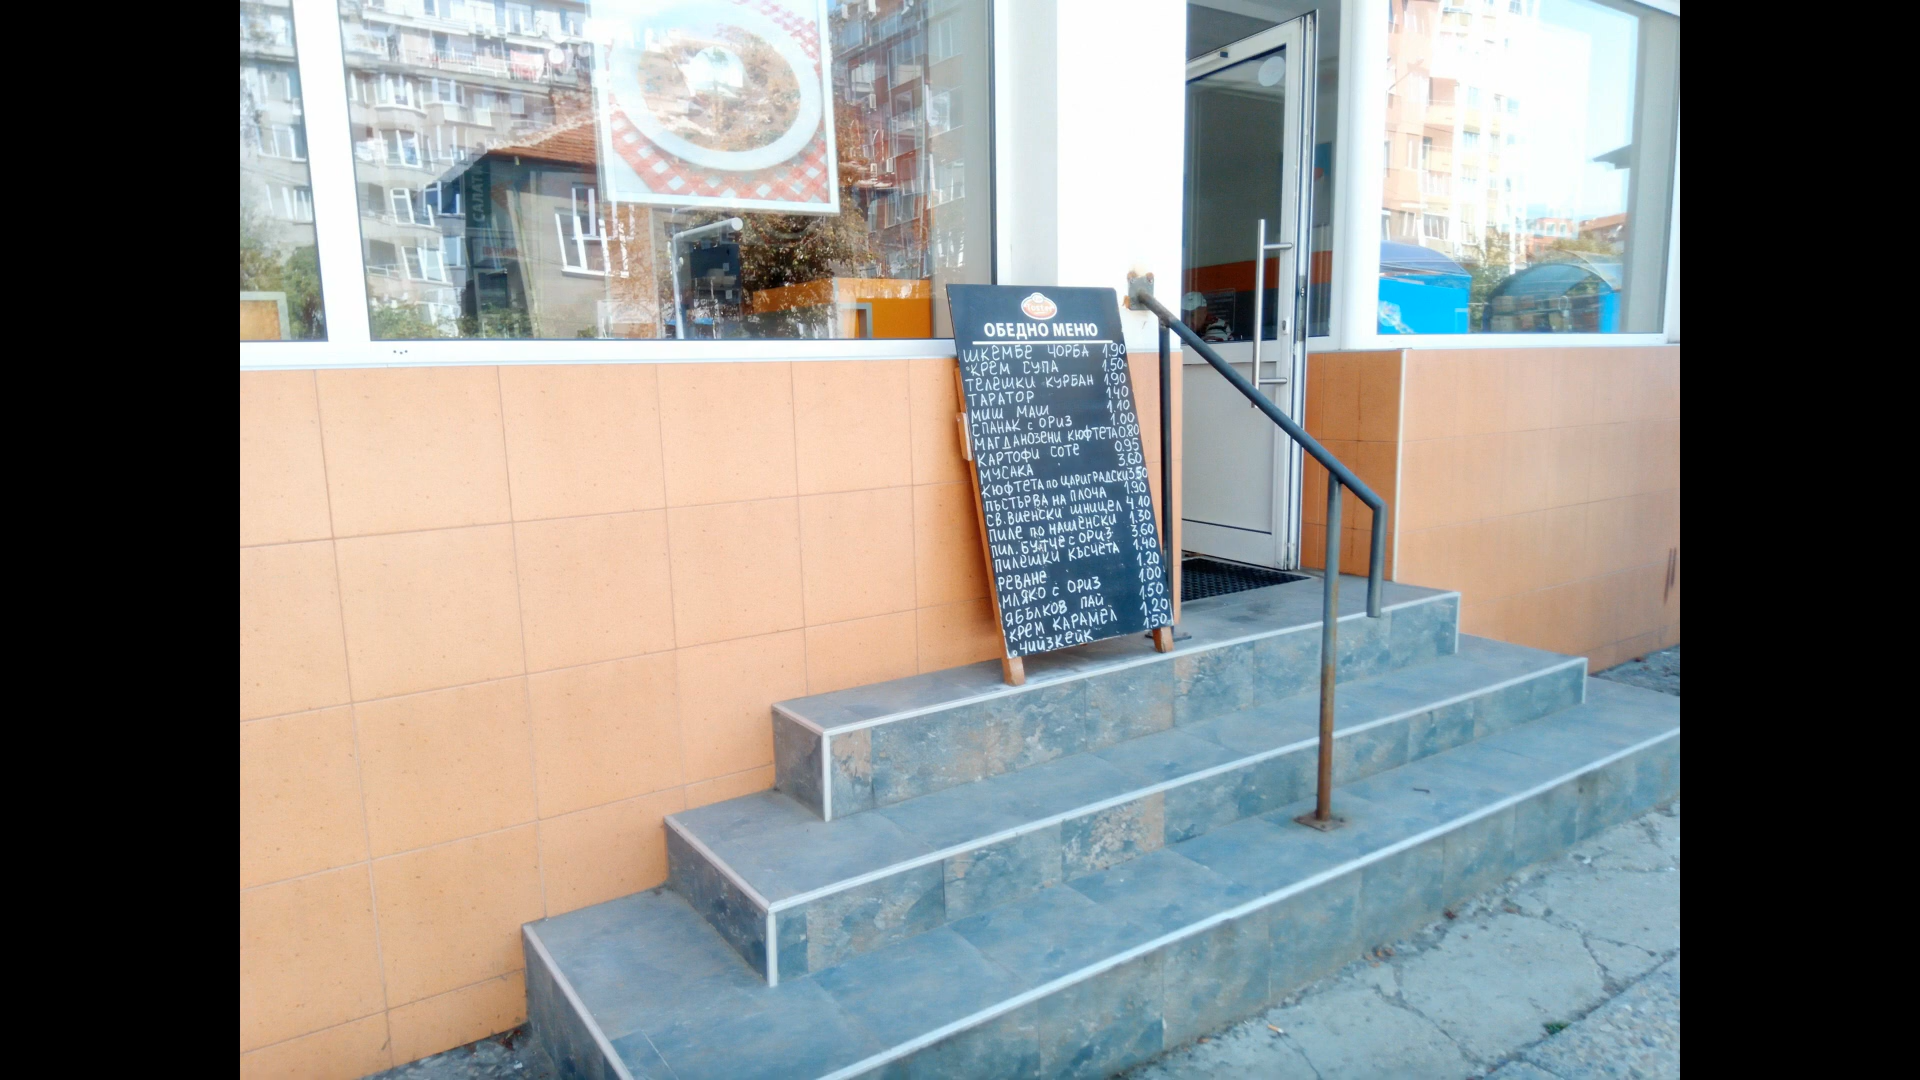 САЛАТИ
ОБЕДНО МЕНЮ
ШКЕМБЕ ЧОРБА 1.90
КРЕМ СУПА 1.50
ТЕЛЕШКИ КУРБАН 1.90
ТАРАТОР 1.40
МИШ МАШ 1.10
СПАНАК с ОРИЗ 1.00
МАГДАНОЗЕНИ КЮФТЕТА 0.80
КАРТОФИ СОТЕ 0.95
МУСАКА 3.60
КЮФТЕТА по ЦАРИГРАДСКИ 3.50
ПЪСТЪРВА НА ПЛОЧА 1.90
СВ. ВИЕНСКИ ШНИЦЕЛ 4.10
ПИЛЕ ПО НАШЕНСКИ 1.30
ПИЛ. БУТЧЕ с ОРИЗ 3.60
ПИЛЕШКИ КЪСЧЕТА 1.40
РЕВАНЕ 1.20
МЛЯКО с ОРИЗ 1.00
ЯБЪЛКОВ ПАЙ 1.50
КРЕМ КАРАМЕЛ 1.20
ЧИЙЗКЕЙК 1.50